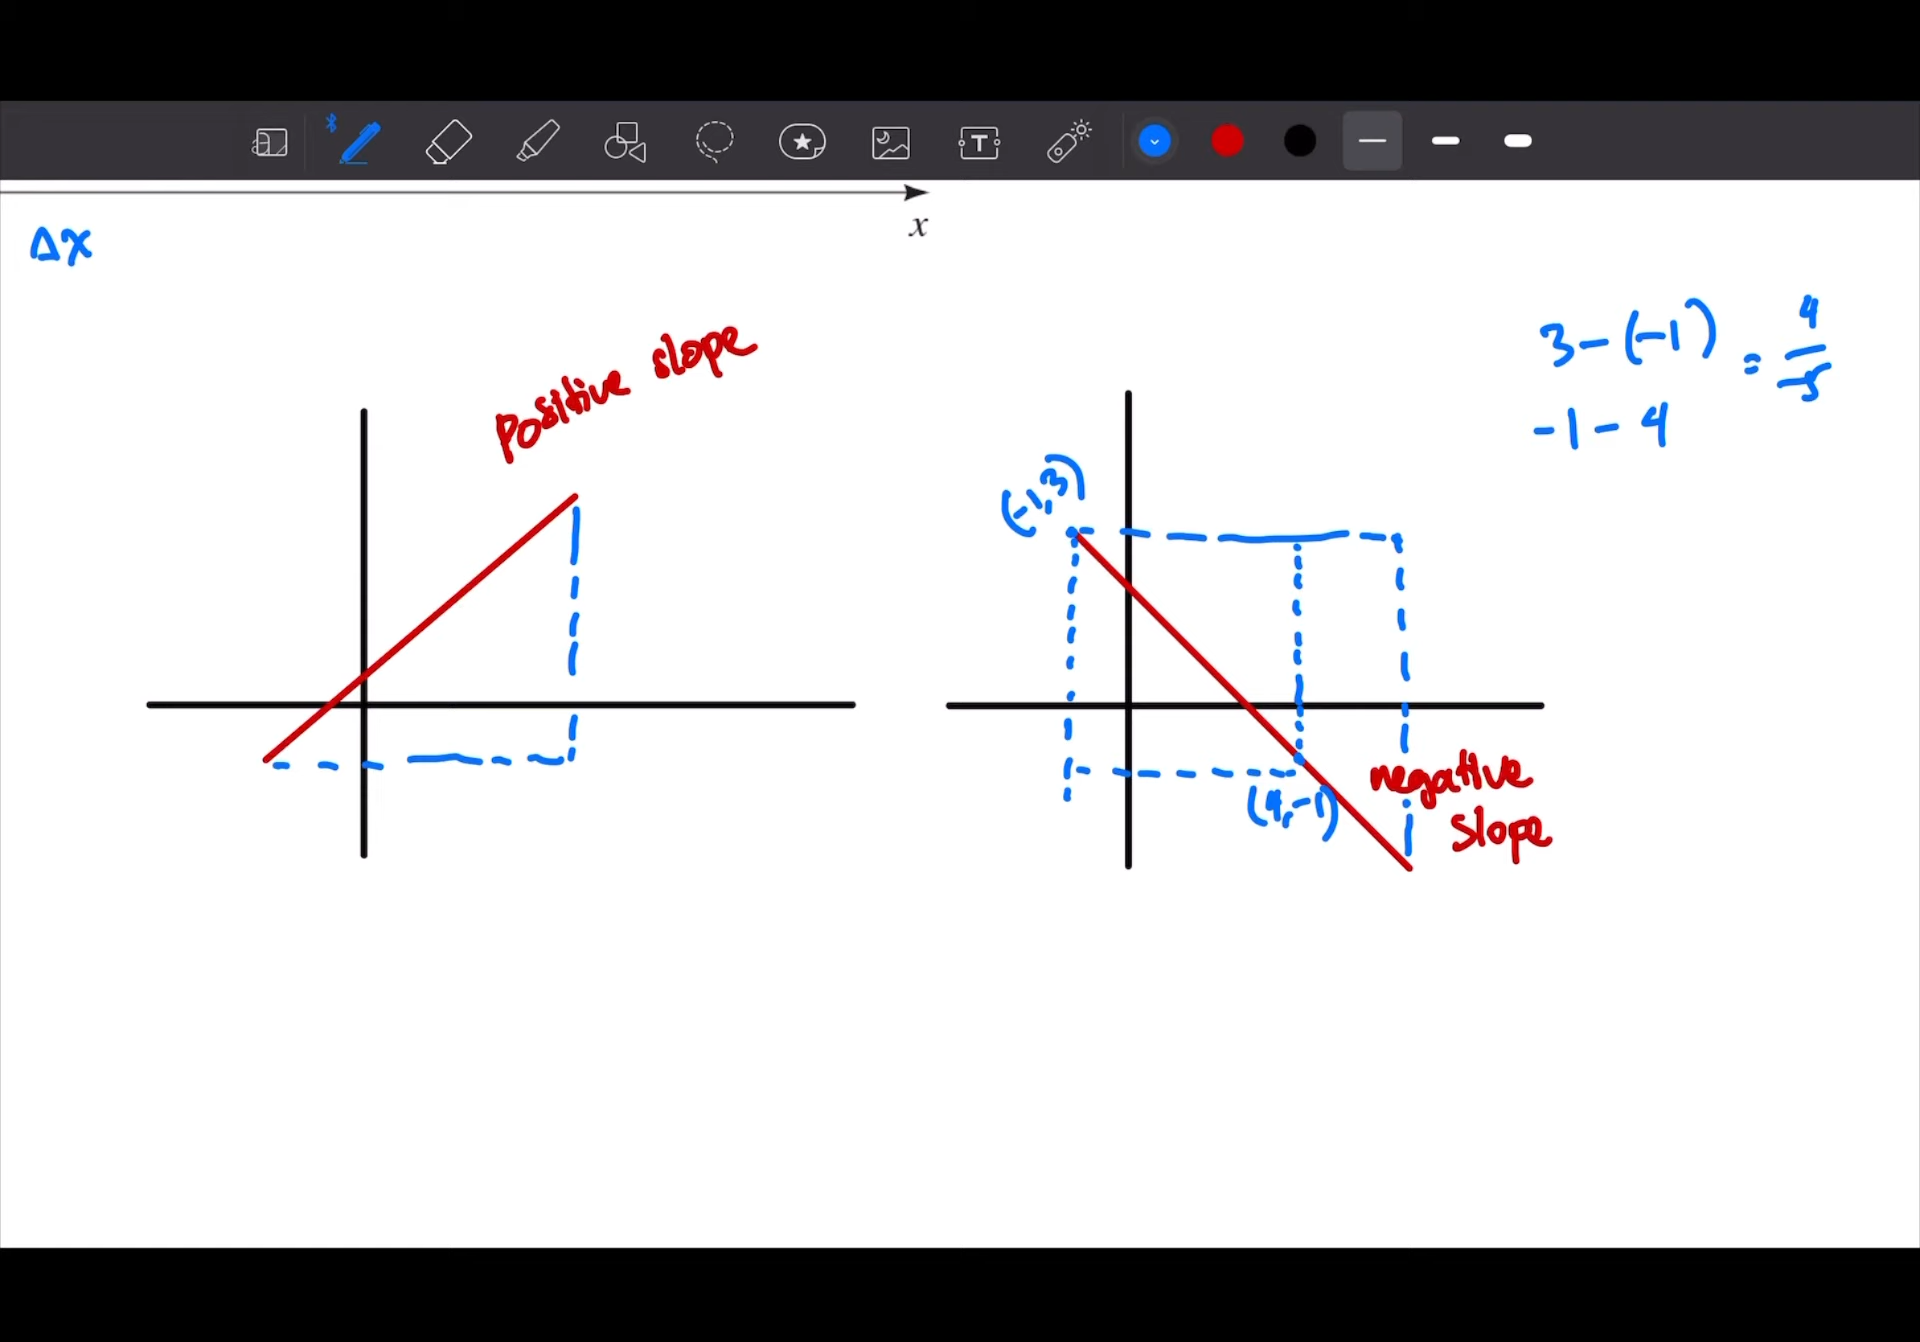 x
Δx
positive slope
3-(-1)
-1-4
= 4
-5
(-1,3)
(4,-1)
negative
slope